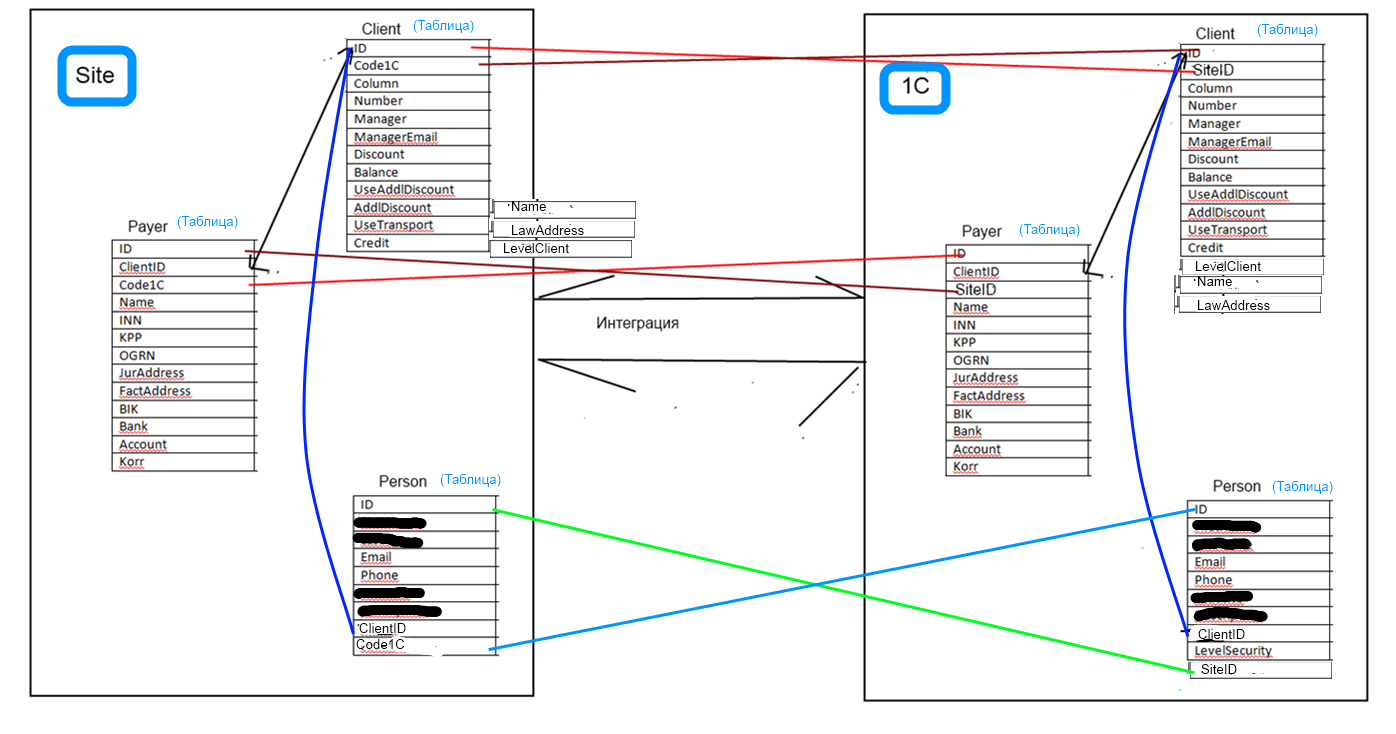 Site
Client (Таблица)
ID
Code1C
Column
Number
Manager
ManagerEmail
Discount
Balance
UseAddlDiscount
AddlDiscount
UseTransport
Credit
Name
LawAddress
LevelClient
Payer (Таблица)
ID
ClientID
Code1C
Name
INN
KPP
OGRN
JurAddress
FactAddress
BIK
Bank
Account
Korr
Person (Таблица)
ID
Email
Phone
ClientID
Code1C
Интеграция
1C
Client (Таблица)
ID
SiteID
Column
Number
Manager
ManagerEmail
Discount
Balance
UseAddlDiscount
AddlDiscount
UseTransport
Credit
LevelClient
Name
LawAddress
Payer (Таблица)
ID
ClientID
SiteID
Name
INN
KPP
OGRN
JurAddress
FactAddress
BIK
Bank
Account
Korr
Person (Таблица)
ID
Email
Phone
ClientID
LevelSecurity
SiteID